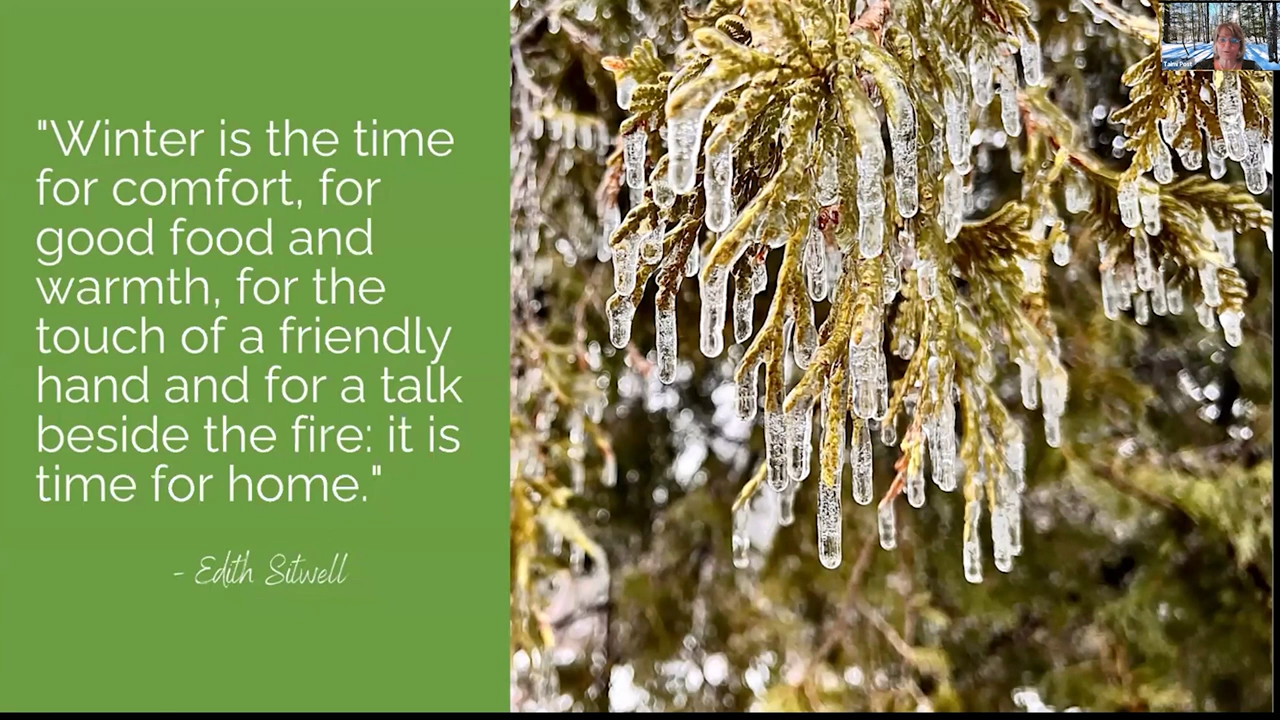 "Winter is the time
for comfort, for
good food and
warmth, for the
touch of a friendly
hand and for a talk
beside the fire: it is
time for home."
- Edith Sitwell